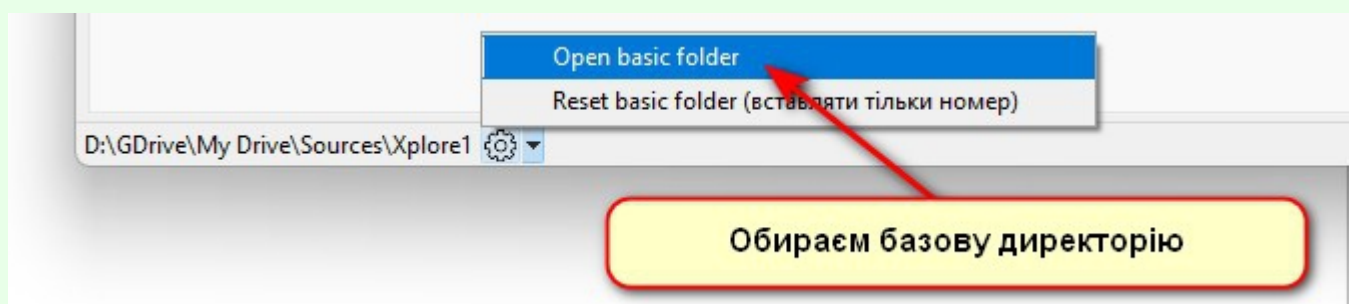 Open basic folder
Reset basic folder (вставляти тільки номер)
D:\GDrive\My Drive\Sources\Xplore1
Обираєм базову директорію